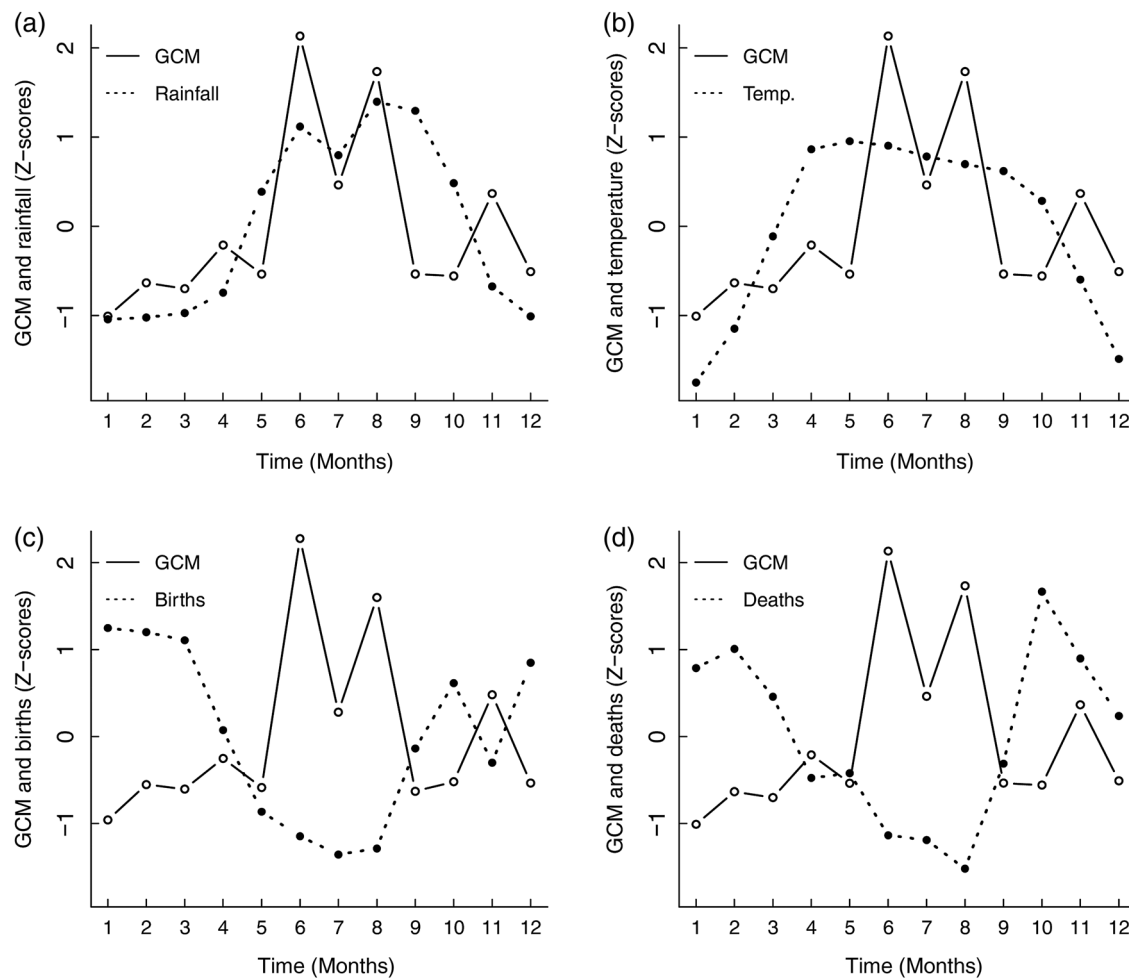 (a)
GCM and rainfall (Z−scores)
2
1
0
−1
GCM
Rainfall
1 2 3 4 5 6 7 8 9 10 11 12
Time (Months)
(b)
GCM and temperature (Z−scores)
2
1
0
−1
GCM
Temp.
1 2 3 4 5 6 7 8 9 10 11 12
Time (Months)
(c)
GCM and births (Z−scores)
2
1
0
−1
GCM
Births
1 2 3 4 5 6 7 8 9 10 11 12
Time (Months)
(d)
GCM and deaths (Z−scores)
2
1
0
−1
GCM
Deaths
1 2 3 4 5 6 7 8 9 10 11 12
Time (Months)